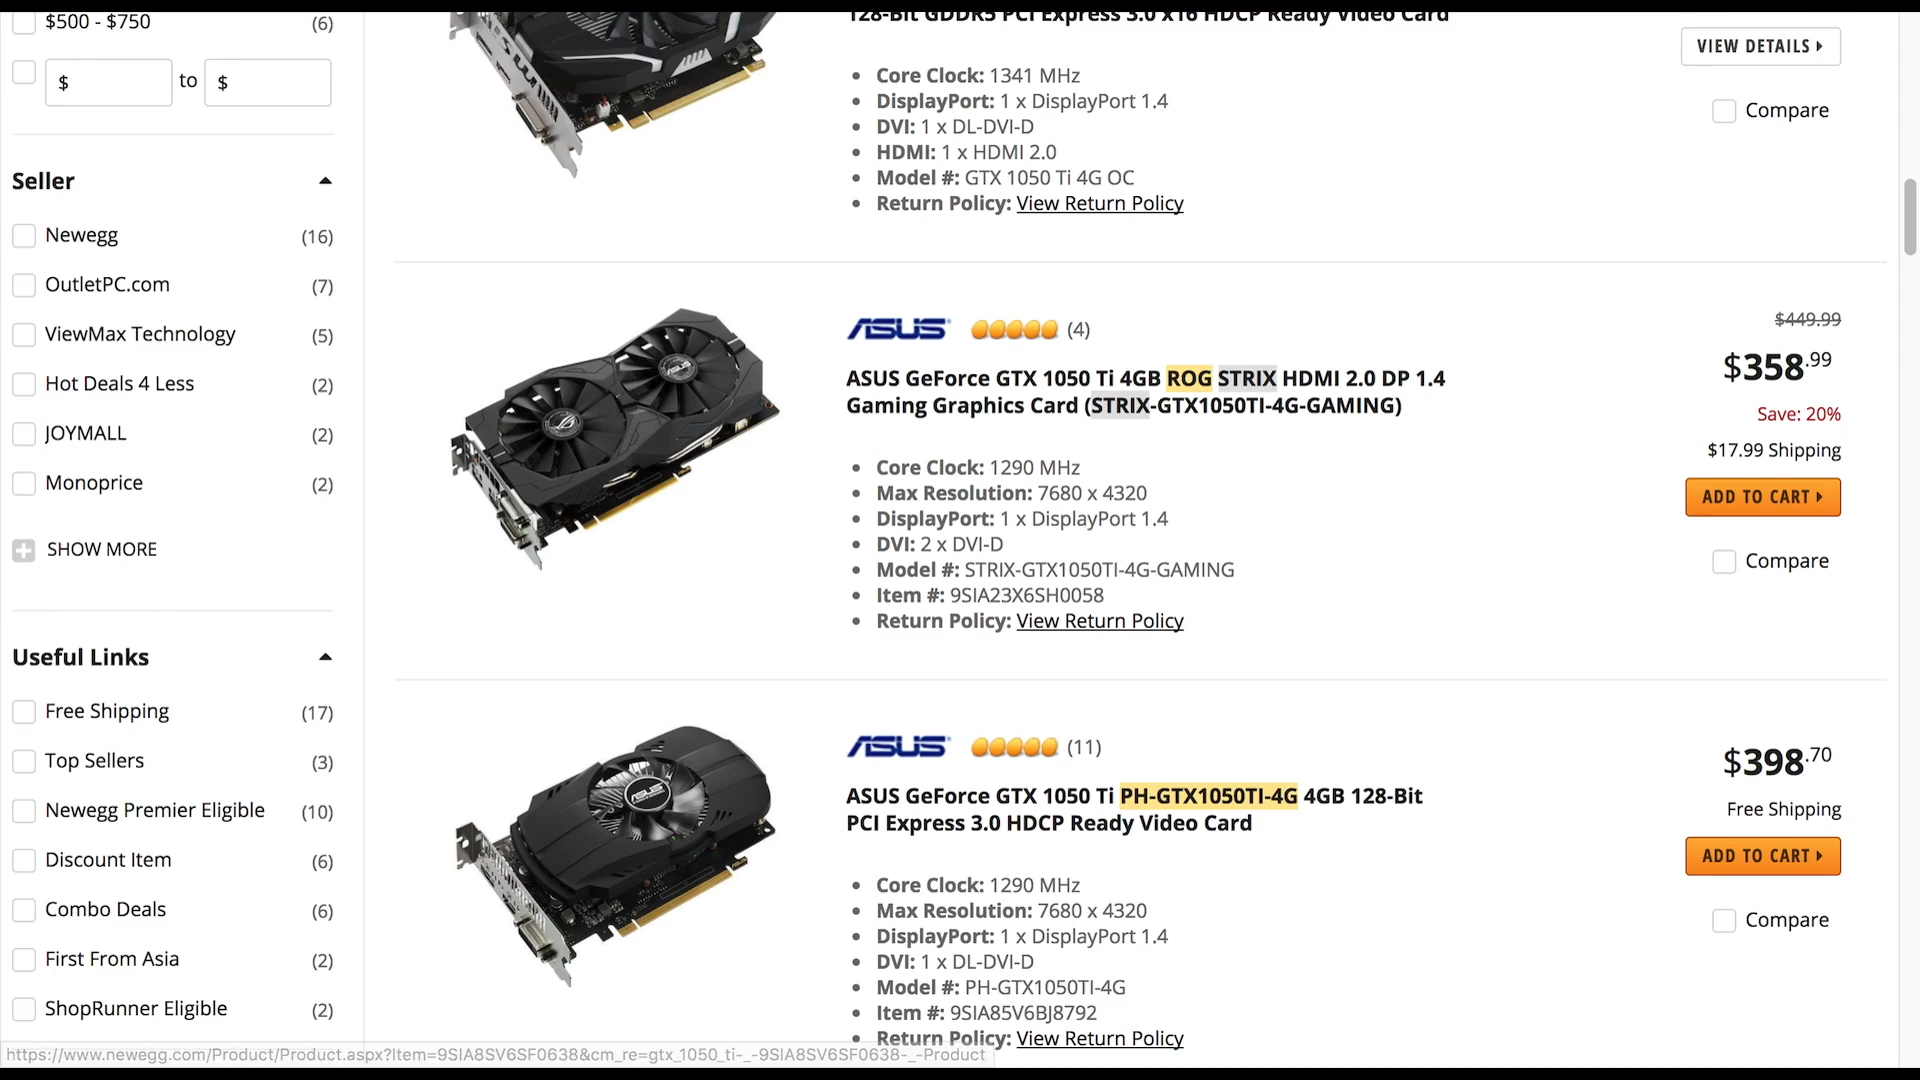 $500 - $750 (6)
$ to $
Seller
Newegg (16)
OutletPC.com (7)
ViewMax Technology (5)
Hot Deals 4 Less (2)
JOYMALL (2)
Monoprice (2)
SHOW MORE
Useful Links
Free Shipping (17)
Top Sellers (3)
Newegg Premier Eligible (10)
Discount Item (6)
Combo Deals (6)
First From Asia (2)
ShopRunner Eligible (2)
128-Bit GDDR5 PCI Express 3.0 x16 HDCP Ready Video Card
Core Clock: 1341 MHz
DisplayPort: 1 x DisplayPort 1.4
DVI: 1 x DL-DVI-D
HDMI: 1 x HDMI 2.0
Model #: GTX 1050 Ti 4G OC
Return Policy: View Return Policy
VIEW DETAILS
Compare
ASUS (4)
ASUS GeForce GTX 1050 Ti 4GB ROG STRIX HDMI 2.0 DP 1.4
Gaming Graphics Card (STRIX-GTX1050TI-4G-GAMING)
Core Clock: 1290 MHz
Max Resolution: 7680 x 4320
DisplayPort: 1 x DisplayPort 1.4
DVI: 2 x DVI-D
Model #: STRIX-GTX1050TI-4G-GAMING
Item #: 9SIA23X6SH0058
Return Policy: View Return Policy
$449.99
$358.99
Save: 20%
$17.99 Shipping
ADD TO CART
Compare
ASUS (11)
ASUS GeForce GTX 1050 Ti PH-GTX1050TI-4G 4GB 128-Bit
PCI Express 3.0 HDCP Ready Video Card
Core Clock: 1290 MHz
Max Resolution: 7680 x 4320
DisplayPort: 1 x DisplayPort 1.4
DVI: 1 x DL-DVI-D
Model #: PH-GTX1050TI-4G
Item #: 9SIA85V6BJ8792
Return Policy: View Return Policy
$398.70
Free Shipping
ADD TO CART
Compare
https://www.newegg.com/Product/Product.aspx?Item=9SIA8SV6SF0638&cm_re=gtx_1050_ti-_-9SIA8SV6SF0638-_-Product